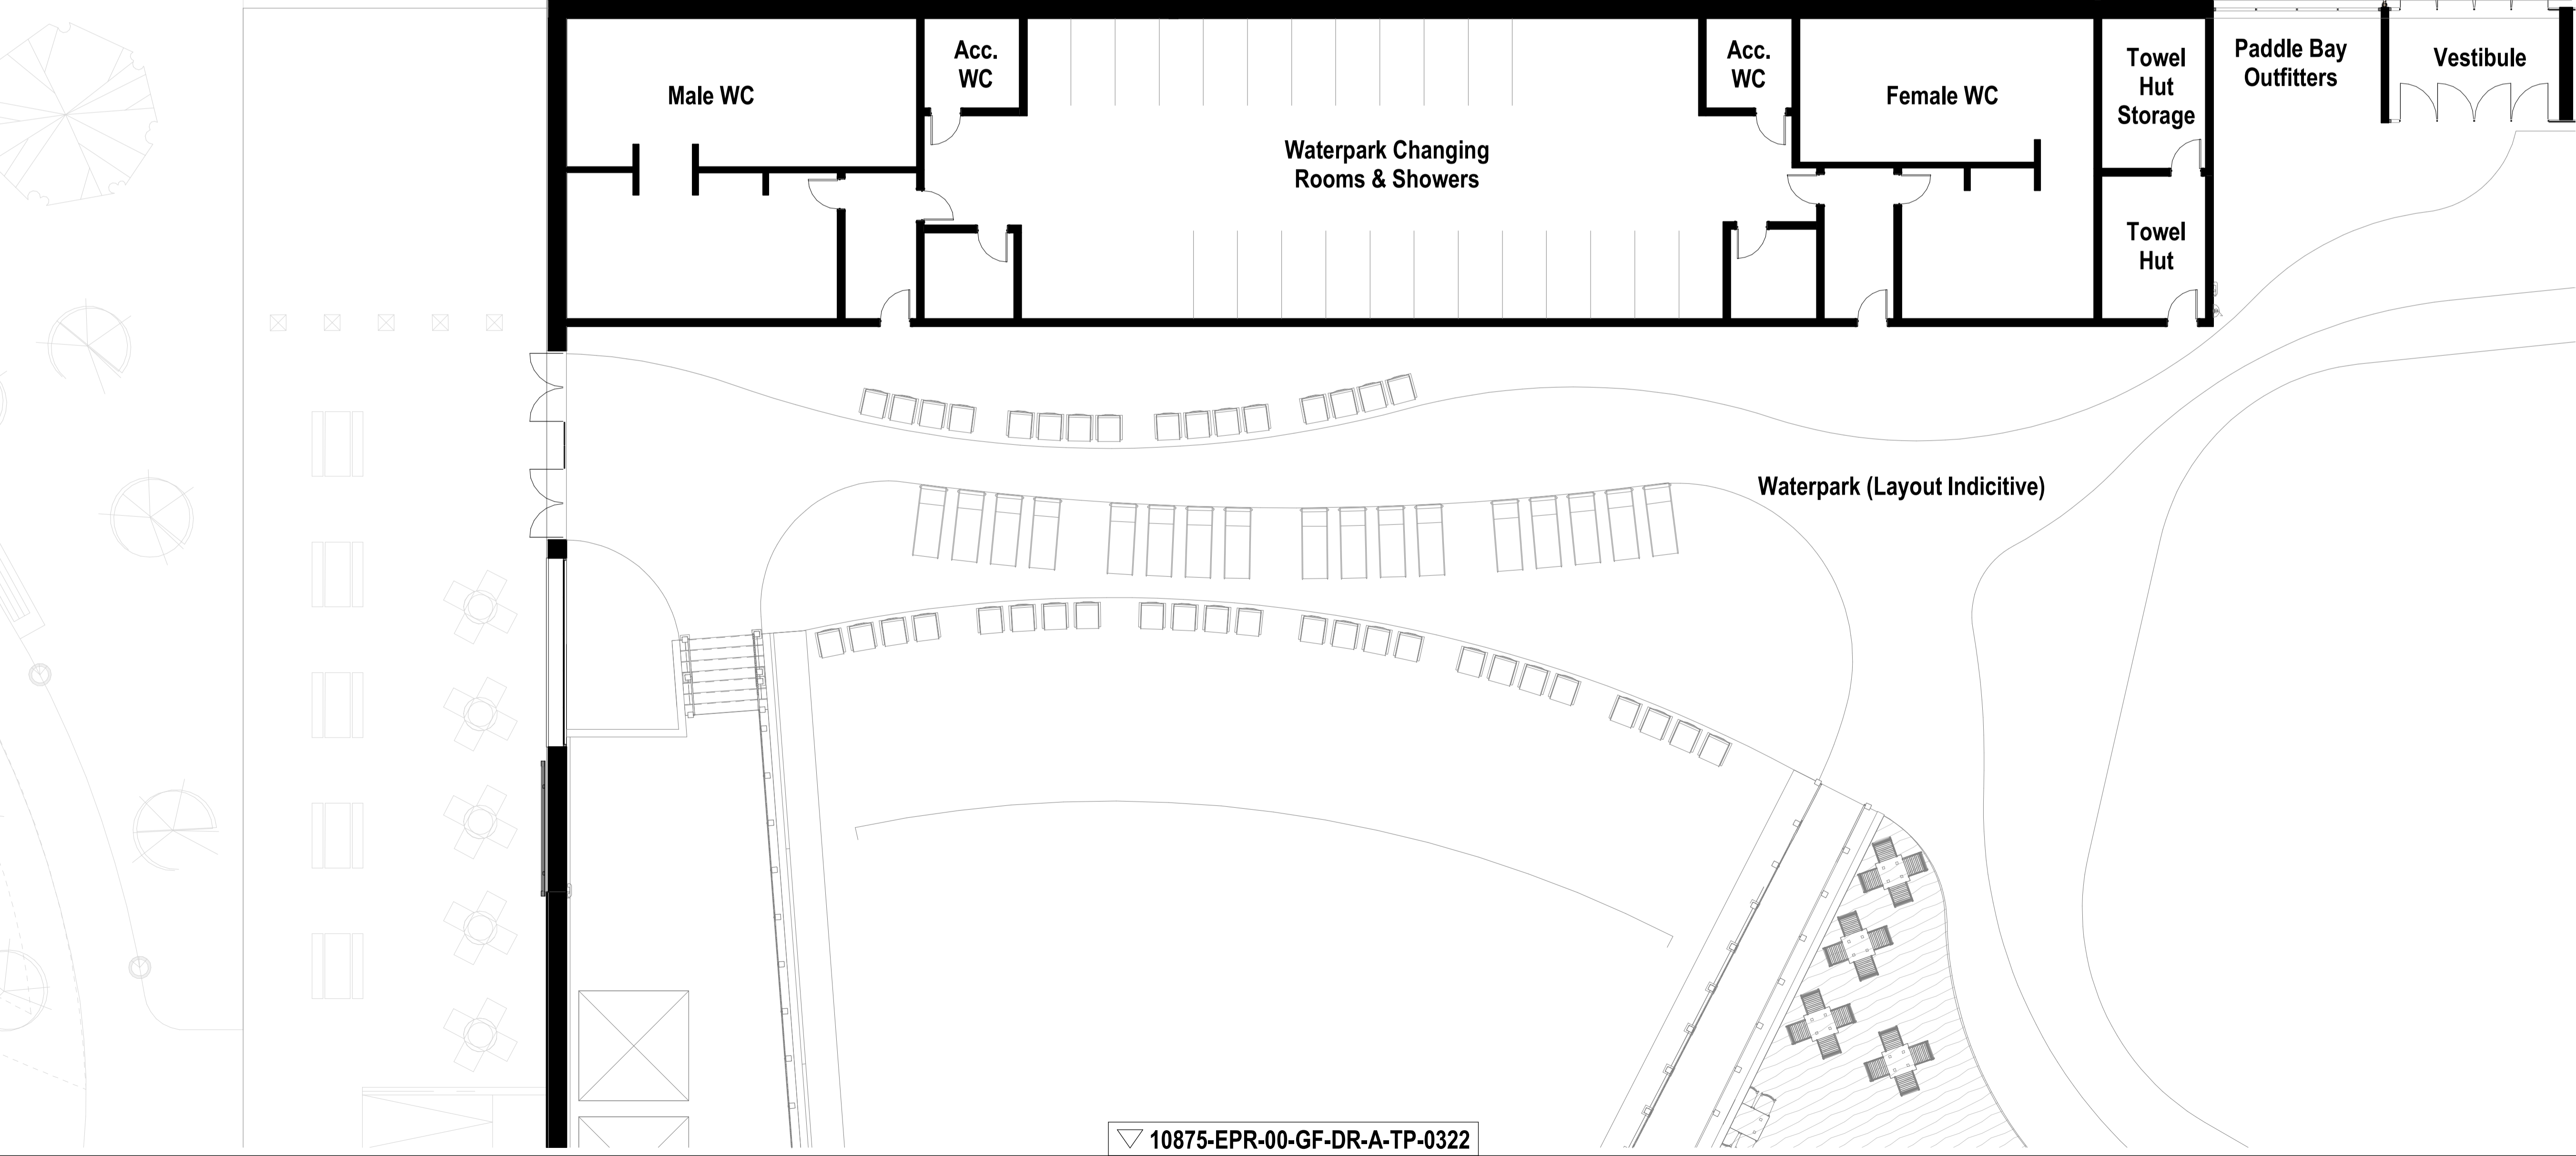 Male WC
Acc.
WC
Waterpark Changing
Rooms & Showers
Acc.
WC
Female WC
Towel
Hut
Storage
Towel
Hut
Paddle Bay
Outfitters
Vestibule
Waterpark (Layout Indicitive)
10875-EPR-00-GF-DR-A-TP-0322